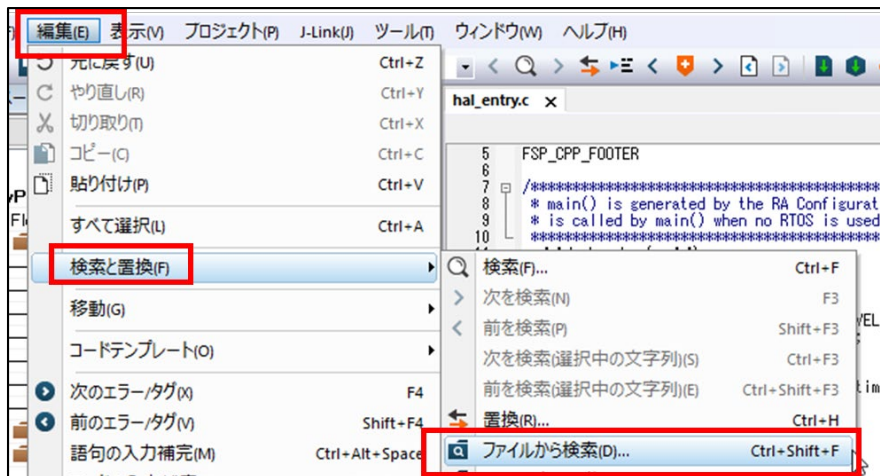 編集(E) 表示(V) プロジェクト(P) J-Link(J) ツール(T) ウィンドウ(W) ヘルプ(H)
元に戻す(U) Ctrl+Z
やり直し(R) Ctrl+Y
切り取り(T) Ctrl+X
コピー(C) Ctrl+C
貼り付け(P) Ctrl+V
すべて選択(L) Ctrl+A
検索と置換(F)
移動(G)
コードテンプレート(O)
次のエラー/タグ(X) F4
前のエラー/タグ(V) Shift+F4
語句の入力補完(M) Ctrl+Alt+Space
hal_entry.c
5 FSP_CPP_FOOTER
6
7 /*******************************************
8 * main() is generated by the RA Configurat
9 * is called by main() when no RTOS is used
10 *******************************************
検索(F)... Ctrl+F
次を検索(N) F3
前を検索(P) Shift+F3
次を検索(選択中の文字列)(S) Ctrl+F3
前を検索(選択中の文字列)(E) Ctrl+Shift+F3
置換(R)... Ctrl+H
ファイルから検索(D)... Ctrl+Shift+F